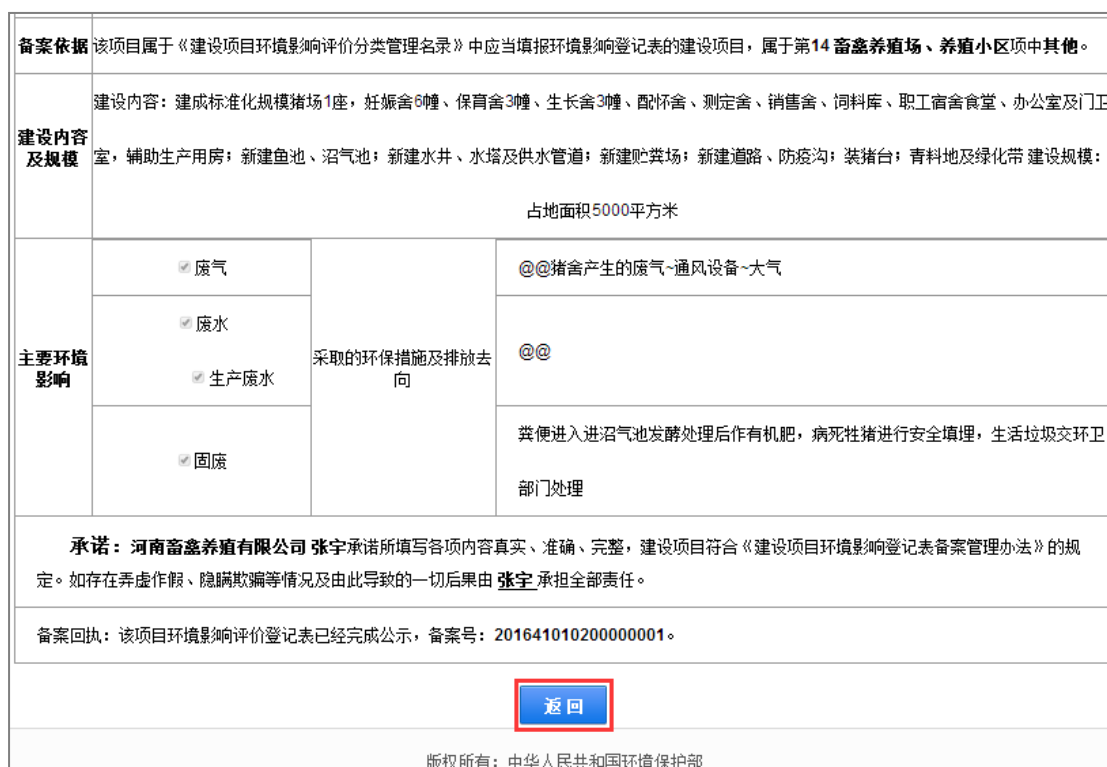 备案依据
该项目属于《建设项目环境影响评价分类管理名录》中应当填报环境影响登记表的建设项目，属于第14 畜禽养殖场、养殖小区项中其他。
建设内容
及规模
建设内容：建成标准化规模猪场1座，妊娠舍6幢、保育舍3幢、生长舍3幢、配怀舍、测定舍、销售舍、饲料库、职工宿舍食堂、办公室及门卫
室，辅助生产用房；新建鱼池、沼气池；新建水井、水塔及供水管道；新建贮粪场；新建道路、防疫沟；装猪台；青料地及绿化带 建设规模：
占地面积5000平方米
主要环境
影响
废气
采取的环保措施及排放去
向
@@猪舍产生的废气~通风设备~大气
废水
生产废水
@@
固废
粪便进入进沼气池发酵处理后作有机肥，病死牲猪进行安全填埋，生活垃圾交环卫
部门处理
承诺：河南畜禽养殖有限公司 张宇承诺所填写各项内容真实、准确、完整，建设项目符合《建设项目环境影响登记表备案管理办法》的规
定。如存在弄虚作假、隐瞒欺骗等情况及由此导致的一切后果由 张宇 承担全部责任。
备案回执：该项目环境影响评价登记表已经完成公示，备案号：201641010200000001。
返回
版权所有：中华人民共和国环境保护部